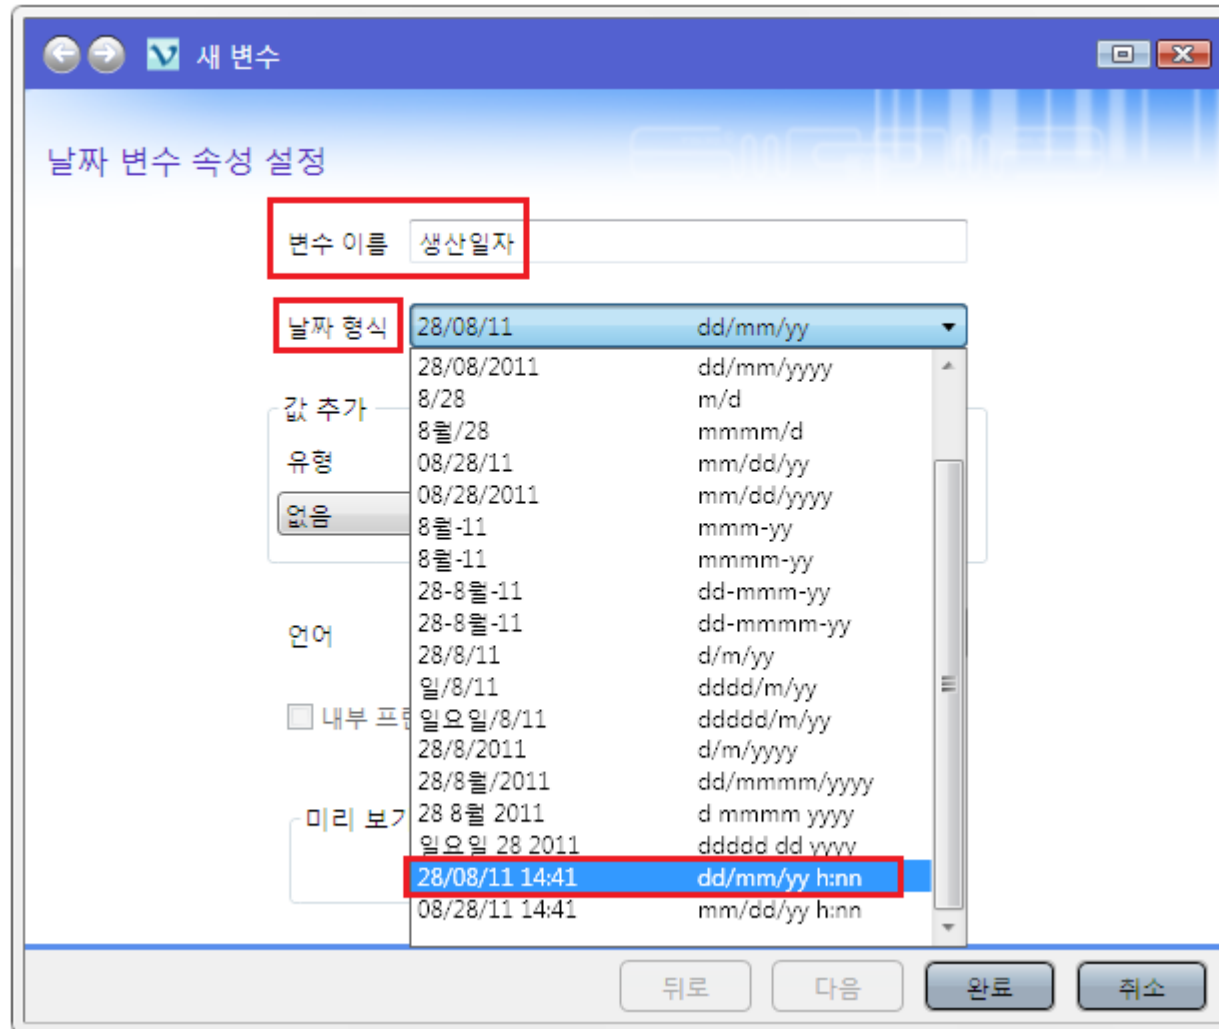 새 변수
날짜 변수 속성 설정
변수 이름 생산일자
날짜 형식 28/08/11 dd/mm/yy
28/08/2011 dd/mm/yyyy
8/28 m/d
값 추가
8월/28 mmmm/d
유형
08/28/11 mm/dd/yy
08/28/2011 mm/dd/yyyy
없음
8월-11 mmm-yy
8월-11 mmmm-yy
28-8월-11 dd-mmm-yy
언어
28-8월-11 dd-mmmm-yy
28/8/11 d/m/yy
일/8/11 dddd/m/yy
내부
일요일/8/11 ddddd/m/yy
28/8/2011 d/m/yyyy
28/8월/2011 dd/mmmm/yyyy
미리 보기
28 8월 2011 d mmmm yyyy
일요일 28 2011 ddddd dd yyyy
28/08/11 14:41 dd/mm/yy h:nn
08/28/11 14:41 mm/dd/yy h:nn
뒤로 다음 완료 취소